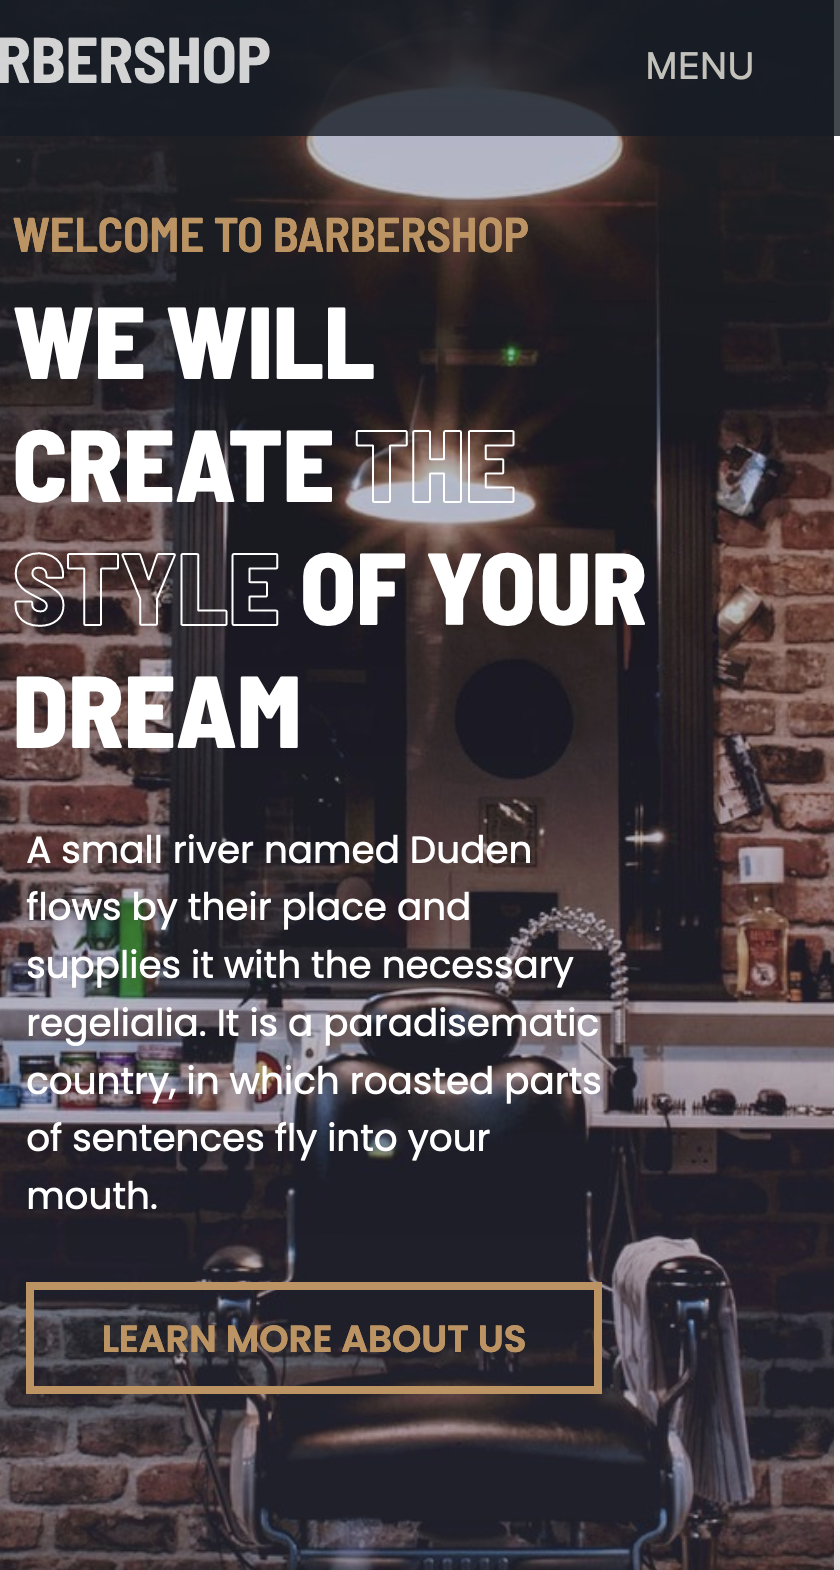 RBERSHOP
MENU
WELCOME TO BARBERSHOP
WE WILL
CREATE THE
STYLE OF YOUR
DREAM
A small river named Duden
flows by their place and
supplies it with the necessary
regelialia. It is a paradisematic
country, in which roasted parts
of sentences fly into your
mouth.
LEARN MORE ABOUT US